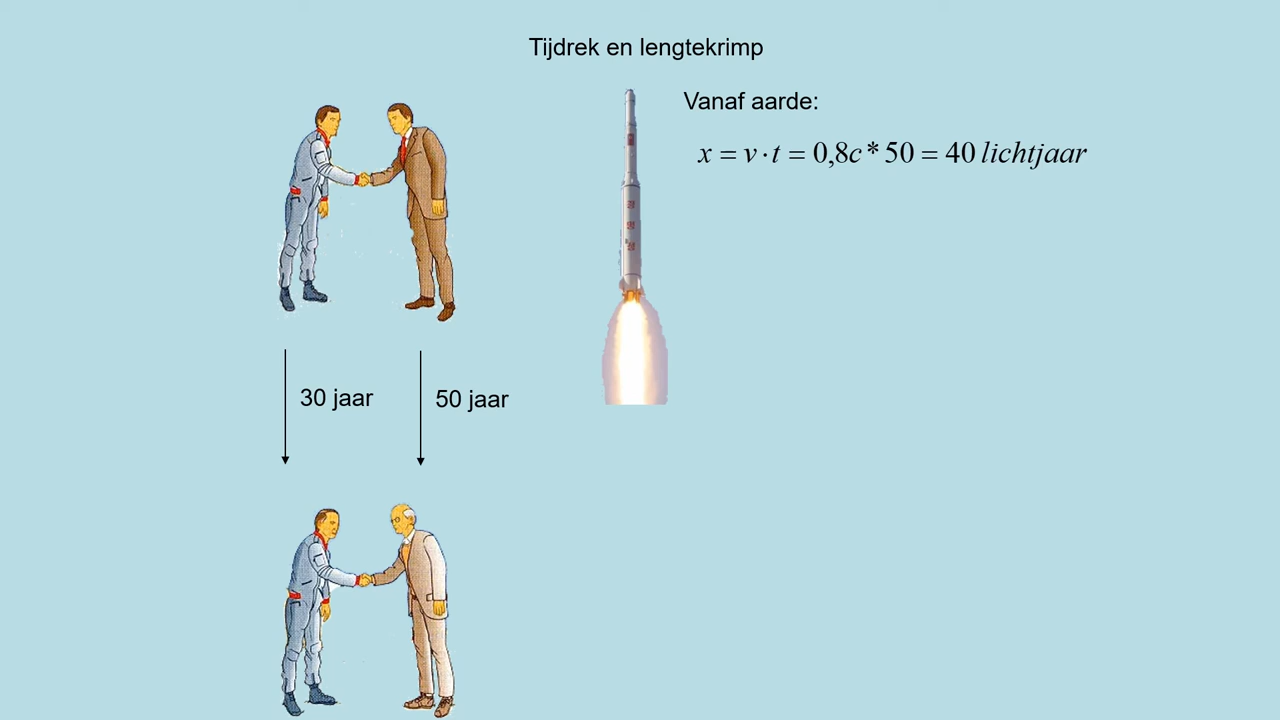 Tijdrek en lengtekrimp
Vanaf aarde:
x = v · t = 0,8c * 50 = 40 lichtjaar
30 jaar
50 jaar